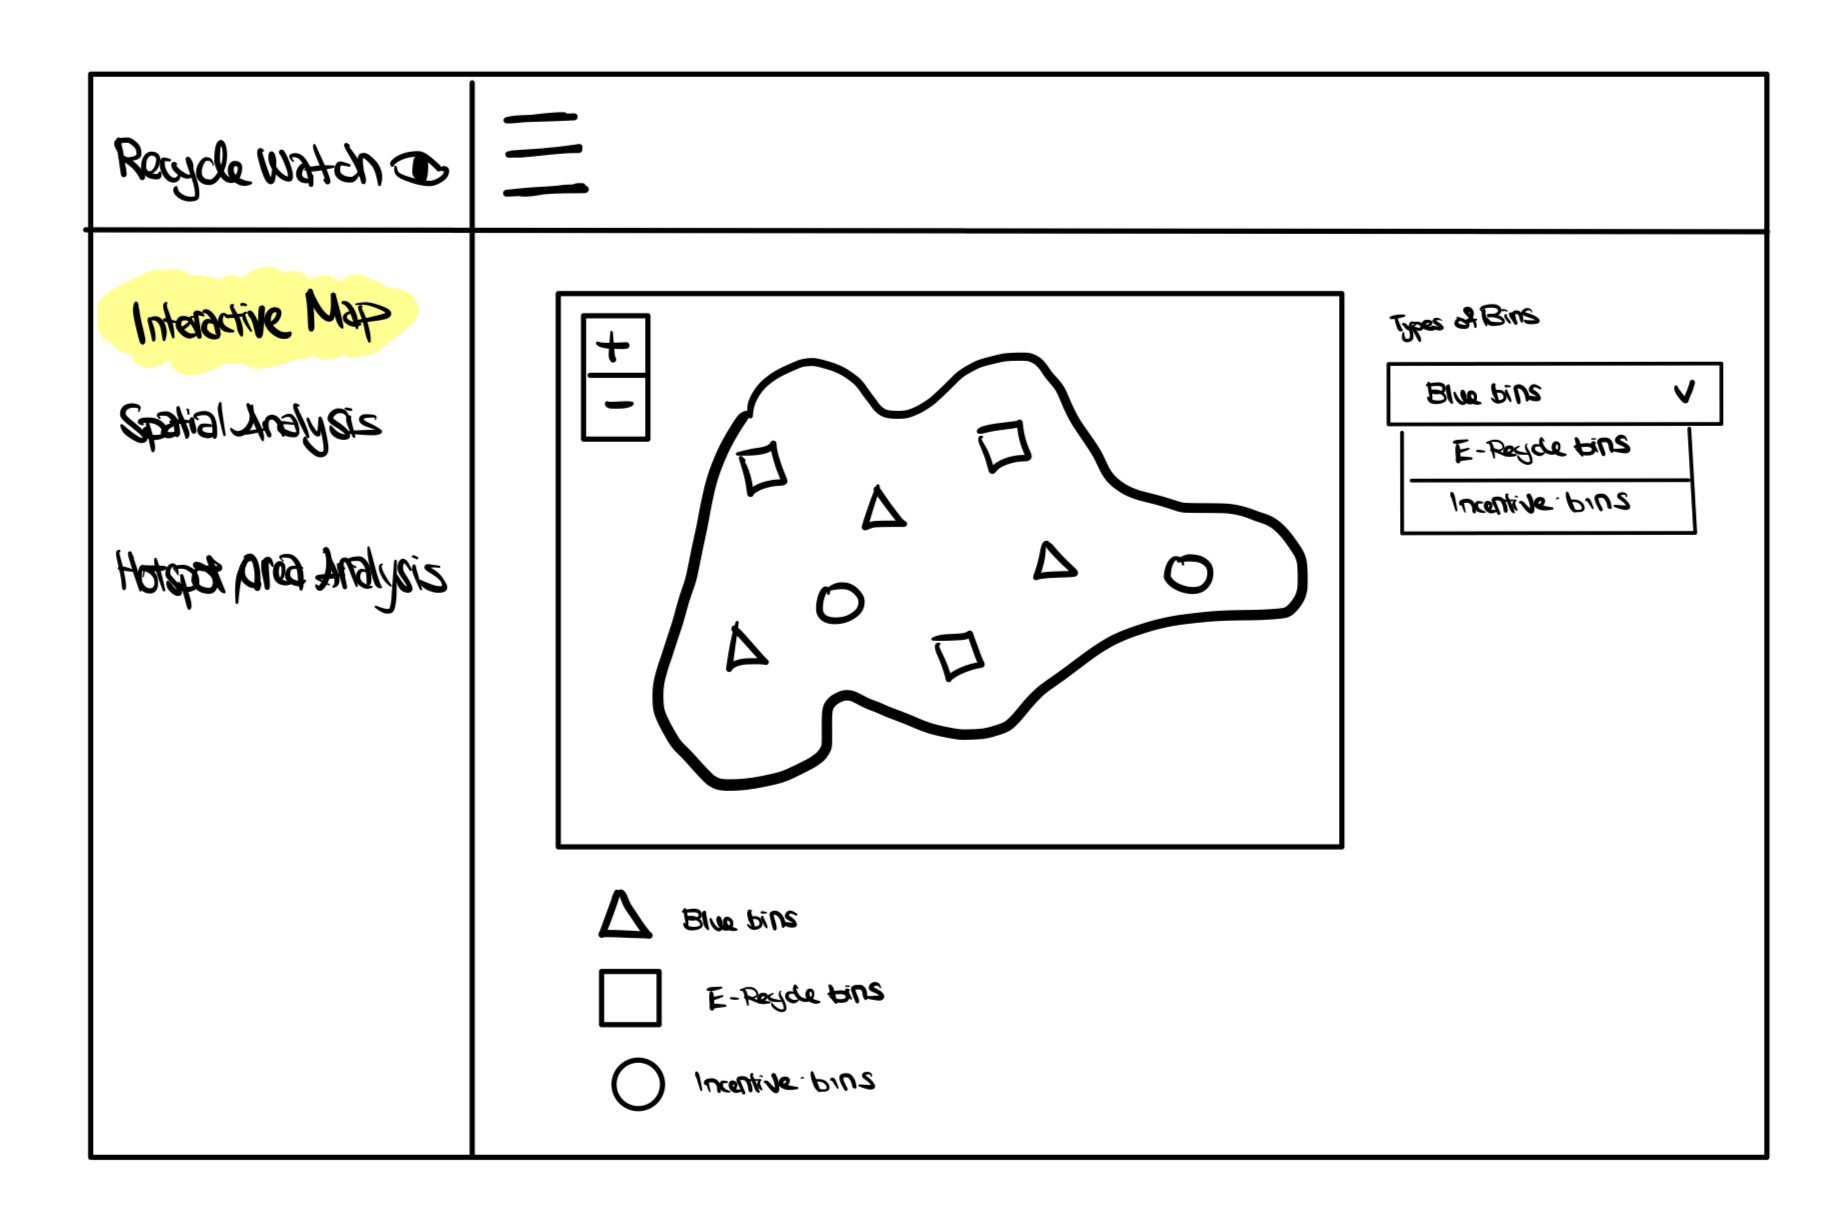 Recycle Watch
Interactive Map
Spatial Analysis
Hotspot Area Analysis
+
-
Types of Bins
Blue bins
E-Recycle bins
Incentive bins
Blue bins
E-Recycle bins
Incentive bins